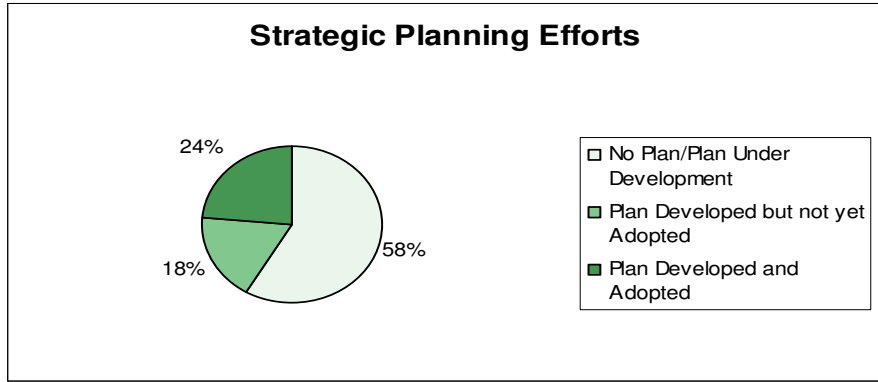 Strategic Planning Efforts
24%
18%
58%
No Plan/Plan Under
Development
Plan Developed but not yet
Adopted
Plan Developed and
Adopted